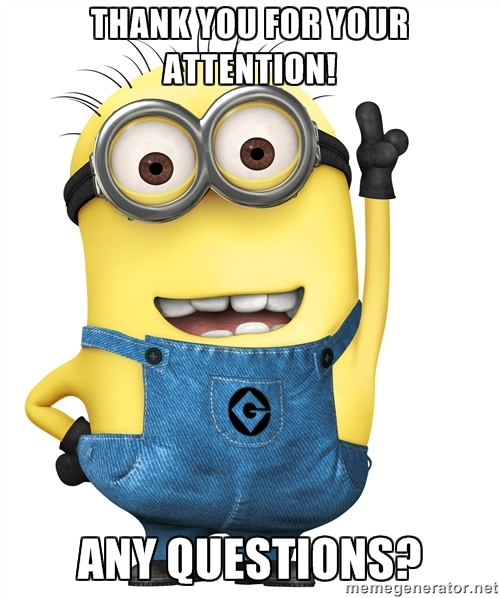 THANK YOU FOR YOUR
ATTENTION!
G
ANY QUESTIONS?
memegenerator.net